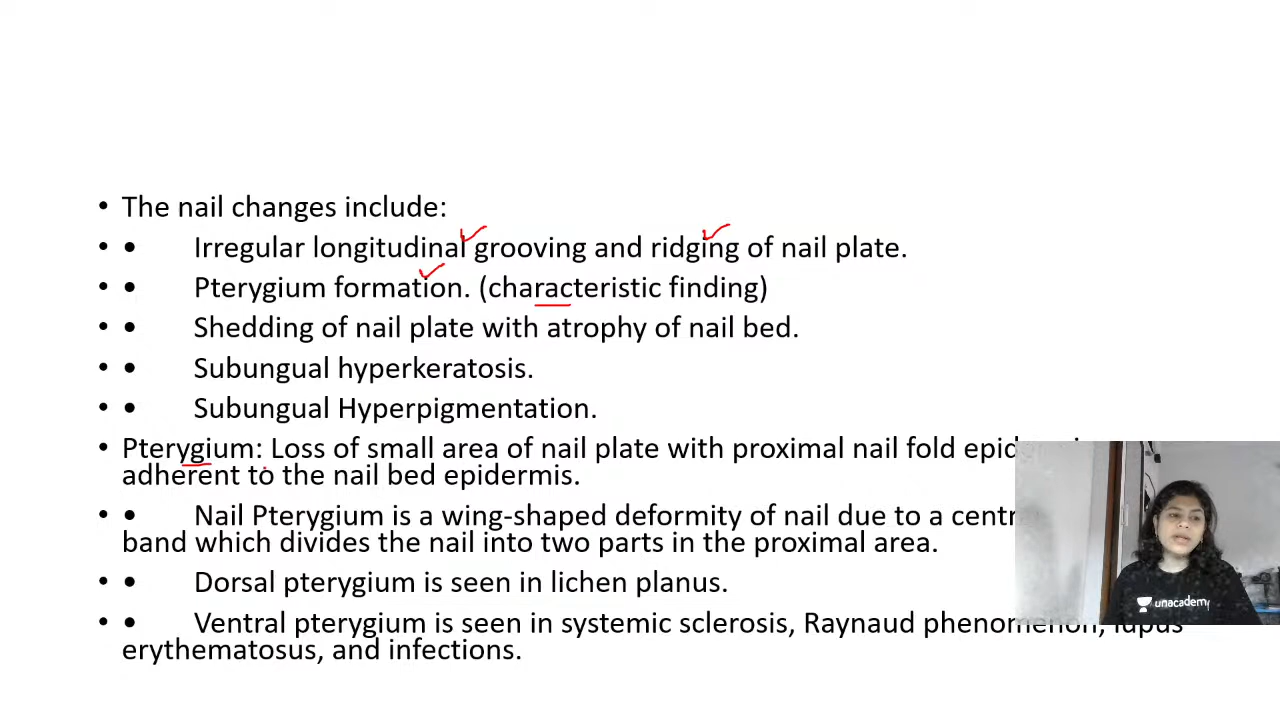 • The nail changes include:
• • Irregular longitudinal grooving and ridging of nail plate.
• • Pterygium formation. (characteristic finding)
• • Shedding of nail plate with atrophy of nail bed.
• • Subungual hyperkeratosis.
• • Subungual Hyperpigmentation.
• Pterygium: Loss of small area of nail plate with proximal nail fold
adherent to the nail bed epidermis.
• • Nail Pterygium is a wing-shaped deformity of nail due to a
band which divides the nail into two parts in the proximal area.
• • Dorsal pterygium is seen in lichen planus.
• • Ventral pterygium is seen in systemic sclerosis, Raynaud phenomenon, lupus
erythematosus, and infections.
unacademy